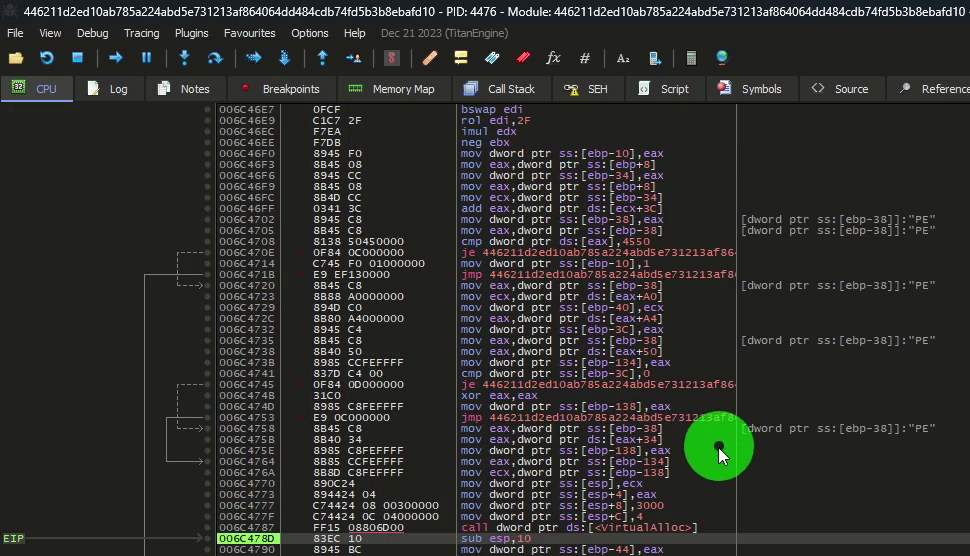 446211d2ed10ab785a224abd5e731213af864064dd484cdb74fd5b3b8ebafd10 - PID: 4476 - Module: 446211d2ed10ab785a224abd5e731213af864064dd484cdb74fd5b3b8ebafd10 -
File View Debug Tracing Plugins Favourites Options Help Dec 21 2023 (TitanEngine)
CPU Log Notes Breakpoints Memory Map Call Stack SEH Script Symbols Source Reference
006C46E7 0FCF bswap edi
006C46E9 C1C7 2F rol edi,2F
006C46EC F7EA imul edx
006C46EE F7DB neg ebx
006C46F0 8945 F0 mov dword ptr ss:[ebp-10],eax
006C46F3 8B45 08 mov eax,dword ptr ss:[ebp+8]
006C46F6 8945 CC mov dword ptr ss:[ebp-34],eax
006C46F9 8B45 08 mov eax,dword ptr ss:[ebp+8]
006C46FC 8B4D CC mov ecx,dword ptr ss:[ebp-34]
006C46FF 0341 3C add eax,dword ptr ds:[ecx+3C]
006C4702 8945 C8 mov dword ptr ss:[ebp-38],eax [dword ptr ss:[ebp-38]]:"PE"
006C4705 8B45 C8 mov eax,dword ptr ss:[ebp-38] [dword ptr ss:[ebp-38]]:"PE"
006C4708 8138 50450000 cmp dword ptr ds:[eax],4550
006C470E 0F84 0C000000 je 446211d2ed10ab785a224abd5e731213af86
006C4714 C745 F0 01000000 mov dword ptr ss:[ebp-10],1
006C471B E9 EF130000 jmp 446211d2ed10ab785a224abd5e731213af8
006C4720 8B45 C8 mov eax,dword ptr ss:[ebp-38] [dword ptr ss:[ebp-38]]:"PE"
006C4723 8B88 A0000000 mov ecx,dword ptr ds:[eax+A0]
006C4729 894D C0 mov dword ptr ss:[ebp-40],ecx
006C472C 8B80 A4000000 mov eax,dword ptr ds:[eax+A4]
006C4732 8945 C4 mov dword ptr ss:[ebp-3C],eax
006C4735 8B45 C8 mov eax,dword ptr ss:[ebp-38] [dword ptr ss:[ebp-38]]:"PE"
006C4738 8B40 50 mov eax,dword ptr ds:[eax+50]
006C473B 8985 CCFEFFFF mov dword ptr ss:[ebp-134],eax
006C4741 837D C4 00 cmp dword ptr ss:[ebp-3C],0
006C4745 0F84 0D000000 je 446211d2ed10ab785a224abd5e731213af86
006C474B 31C0 xor eax,eax
006C474D 8985 C8FEFFFF mov dword ptr ss:[ebp-138],eax
006C4753 E9 0C000000 jmp 446211d2ed10ab785a224abd5e731213af8
006C4758 8B45 C8 mov eax,dword ptr ss:[ebp-38] [dword ptr ss:[ebp-38]]:"PE"
006C475B 8B40 34 mov eax,dword ptr ds:[eax+34]
006C475E 8985 C8FEFFFF mov dword ptr ss:[ebp-138],eax
006C4764 8B85 CCFEFFFF mov eax,dword ptr ss:[ebp-134]
006C476A 8B8D C8FEFFFF mov ecx,dword ptr ss:[ebp-138]
006C4770 890C24 mov dword ptr ss:[esp],ecx
006C4773 894424 04 mov dword ptr ss:[esp+4],eax
006C4777 C74424 08 00300000 mov dword ptr ss:[esp+8],3000
006C477F C74424 0C 04000000 mov dword ptr ss:[esp+C],4
006C4787 FF15 08806D00 call dword ptr ds:[<VirtualAlloc>]
EIP 006C478D 83EC 10 sub esp,10
006C4790 8945 BC mov dword ptr ss:[ebp-44],eax